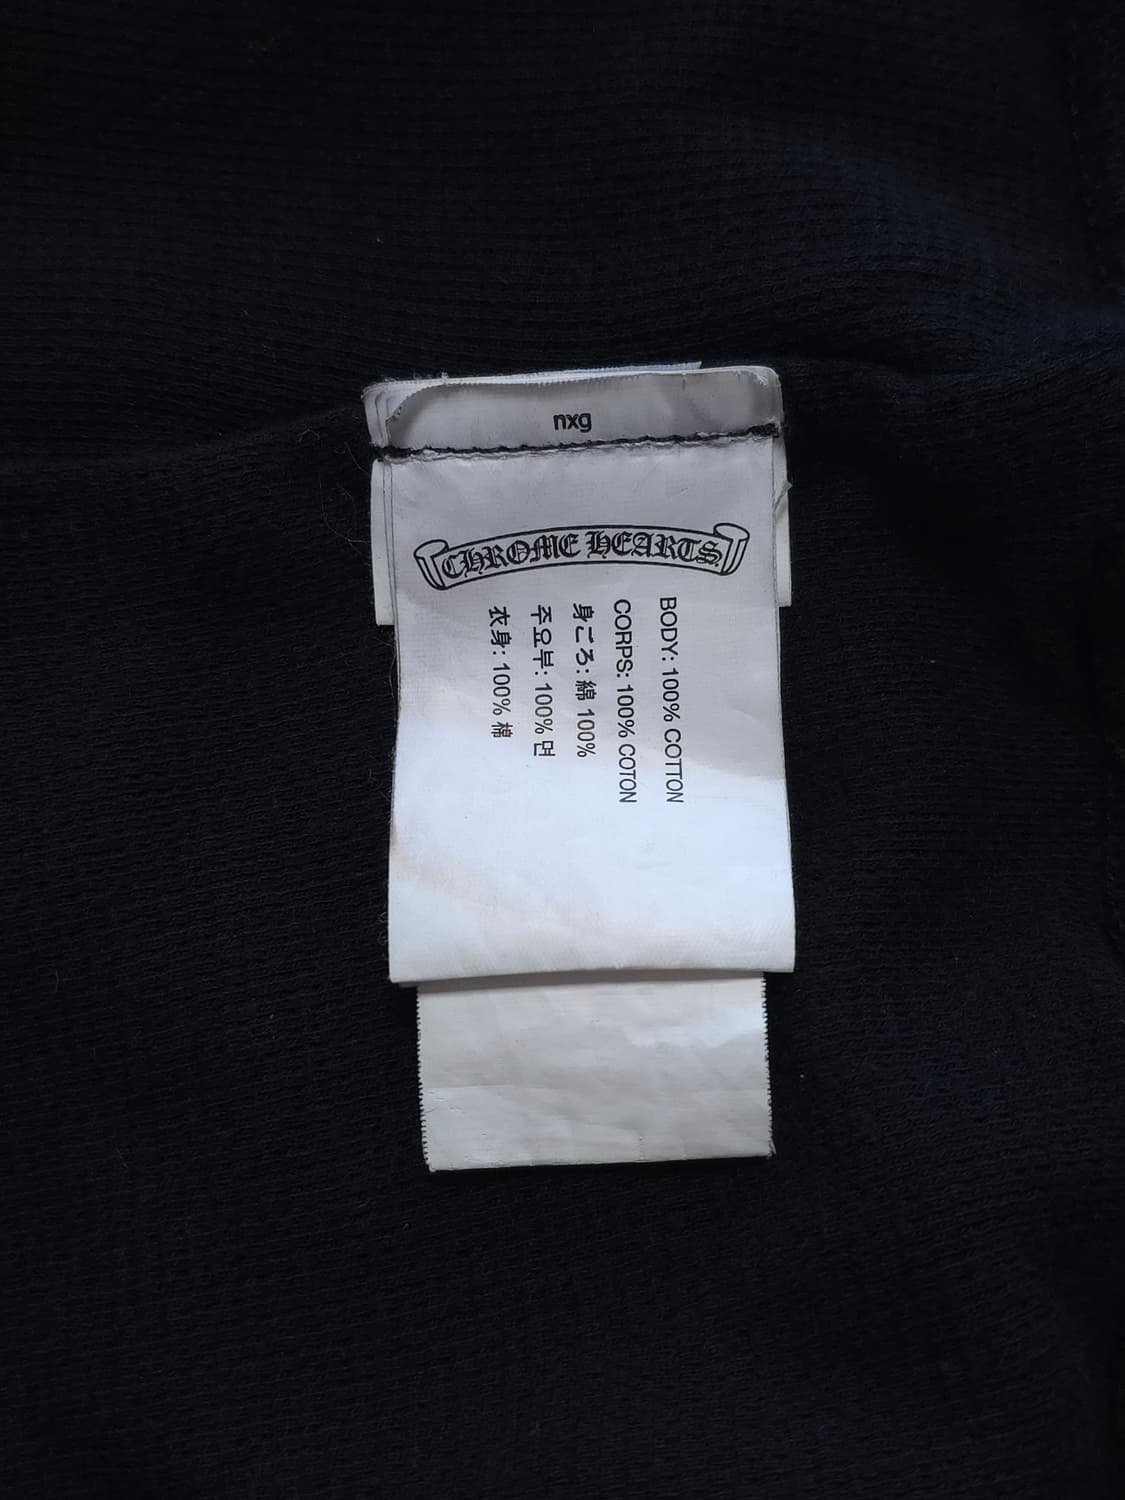 nxg
CHROME HEARTS
BODY: 100% COTTON
CORPS: 100% COTON
身ごろ: 綿 100%
주요부: 100% 면
衣身: 100% 棉